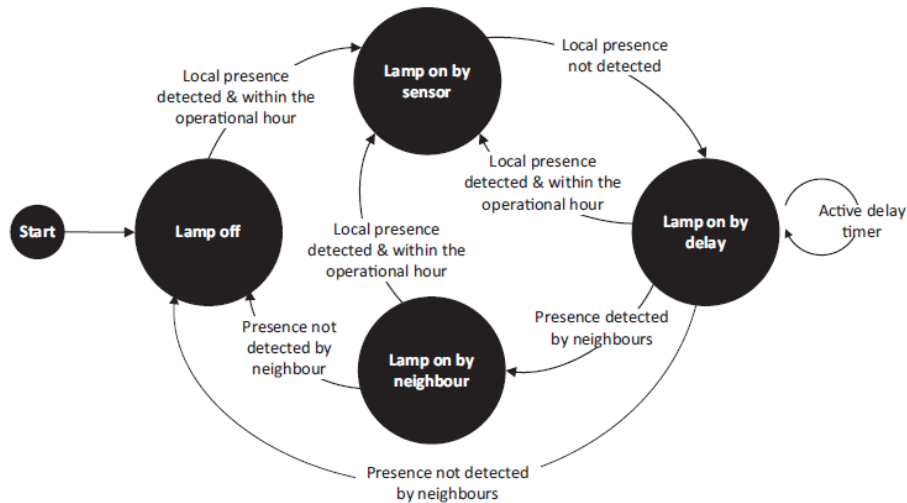 Local presence
not detected
Lamp on by
sensor
Local presence
detected & within the
operational hour
Local presence
detected & within the
operational hour
Start
Lamp off
Lamp on by
delay
Active delay
timer
Local presence
detected & within the
operational hour
Presence not
detected by
neighbour
Presence detected
by neighbours
Lamp on by
neighbour
Presence not detected
by neighbours